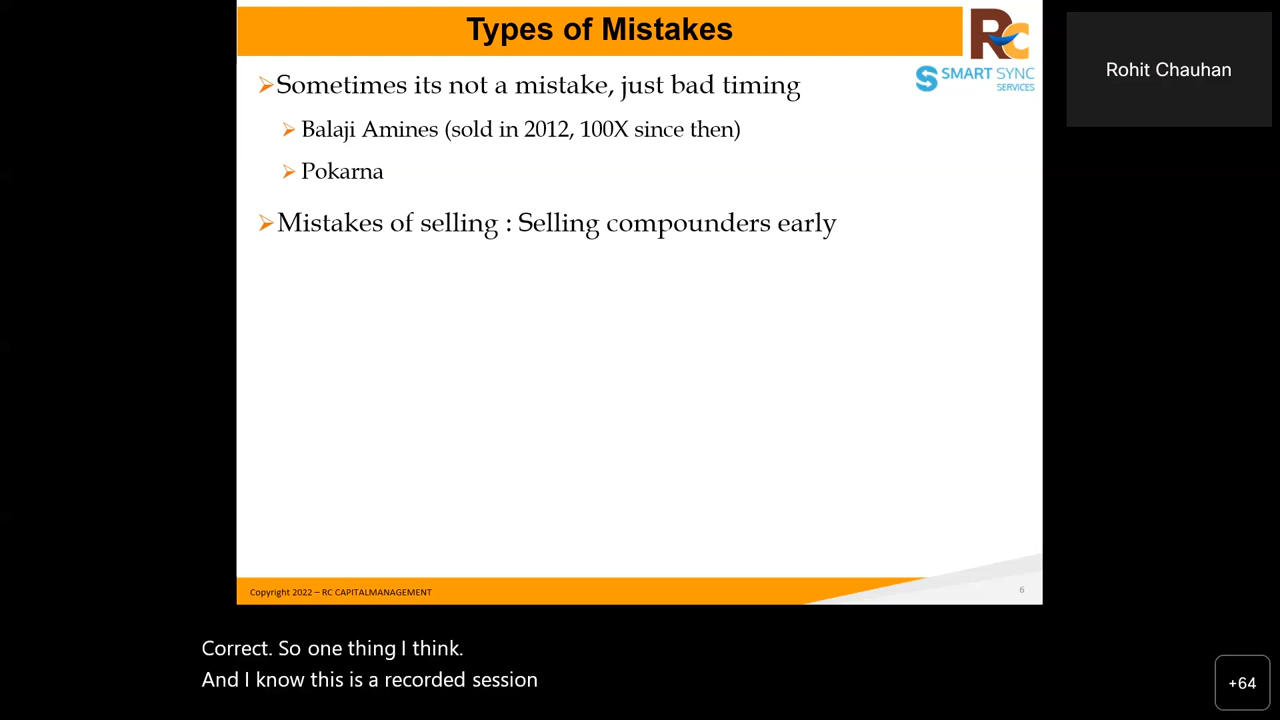 Types of Mistakes
Rc
SMART SYNC
SERVICES
Rohit Chauhan
Sometimes its not a mistake, just bad timing
Balaji Amines (sold in 2012, 100X since then)
Pokarna
Mistakes of selling : Selling compounders early
Copyright 2022 – RC CAPITALMANAGEMENT
6
Correct. So one thing I think.
And I know this is a recorded session
+64